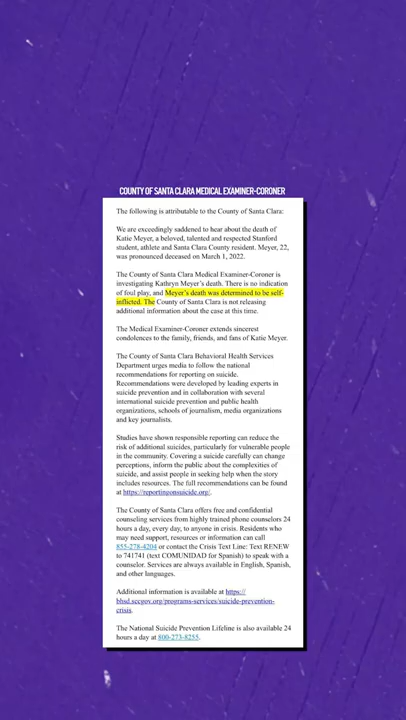 COUNTY OF SANTA CLARA MEDICAL EXAMINER-CORONER
The following is attributable to the County of Santa Clara:
We are exceedingly saddened to hear about the death of
Katie Meyer, a beloved, talented and respected Stanford
student, athlete and Santa Clara County resident. Meyer, 22,
was pronounced deceased on March 1, 2022.
The County of Santa Clara Medical Examiner-Coroner is
investigating Kathryn Meyer's death. There is no indication
of foul play, and Meyer's death was determined to be self-
inflicted. The County of Santa Clara is not releasing
additional information about the case at this time.
The Medical Examiner-Coroner extends sincerest
condolences to the family, friends, and fans of Katie Meyer.
The County of Santa Clara Behavioral Health Services
Department urges media to follow the national
recommendations for reporting on suicide.
Recommendations were developed by leading experts in
suicide prevention and in collaboration with several
international suicide prevention and public health
organizations, schools of journalism, media organizations
and key journalists.
Studies have shown responsible reporting can reduce the
risk of additional suicides, particularly for vulnerable people
in the community. Covering a suicide carefully can change
perceptions, inform the public about the complexities of
suicide, and assist people in seeking help when the story
includes resources. The full recommendations can be found
at https://reportingonsuicide.org/.
The County of Santa Clara offers free and confidential
counseling services from highly trained phone counselors 24
hours a day, every day, to anyone in crisis. Residents who
may need support, resources or information can call
855-278-4204 or contact the Crisis Text Line: Text RENEW
to 741741 (text COMUNIDAD for Spanish) to speak with a
counselor. Services are always available in English, Spanish,
and other languages.
Additional information is available at https://
bhsd.sccgov.org/programs-services/suicide-prevention-
crisis.
The National Suicide Prevention Lifeline is also available 24
hours a day at 800-273-8255.